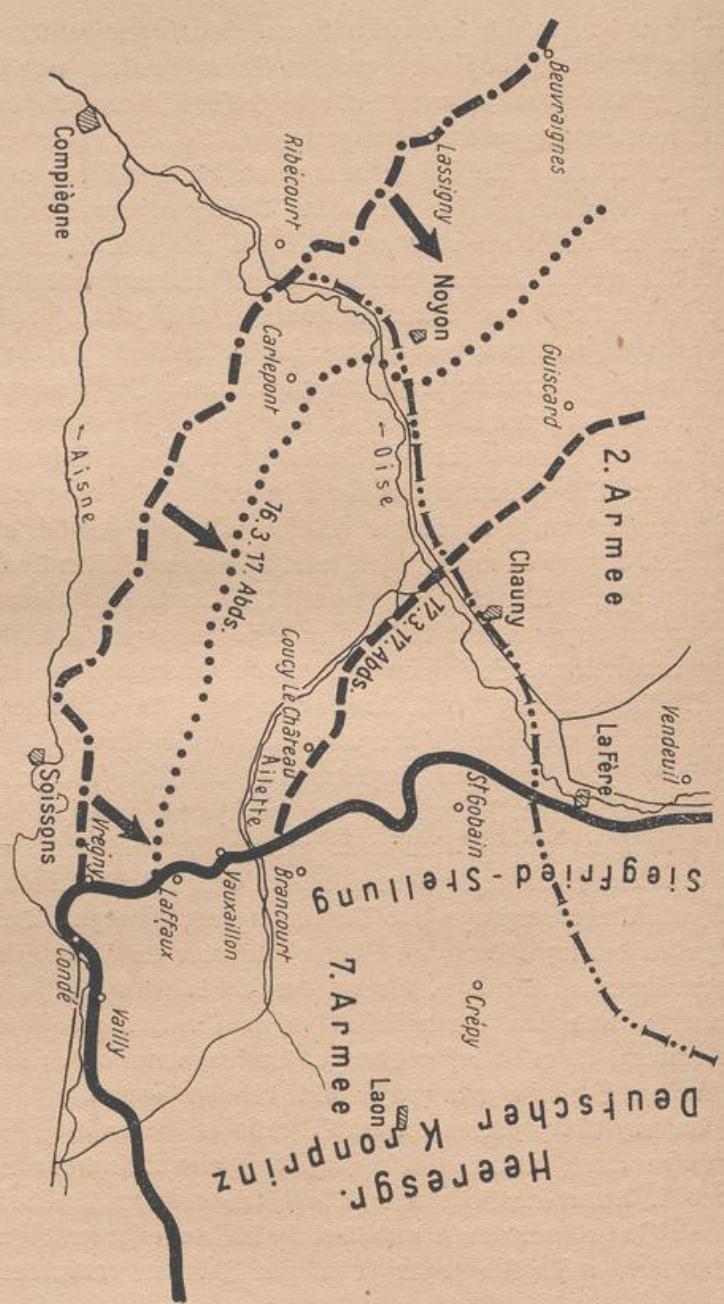 Beuvraignes
Lassigny
Noyon
Guiscard
2. Armee
Ribécourt
Carlepont
← Oise
Chauny
Vendeuil
La Fère
Compiègne
← Aisne
16. 3. 17. Abds.
17. 3. 17. Abds.
Coucy Le Château
Ailette
St Gobain
Siegfried-Stellung
Soissons
Vregny
Laffaux
Vauxaillon
Brancourt
Crépy
7. Armee
Laon
Condé
Vailly
Heeresgr.
Deutscher Kronprinz